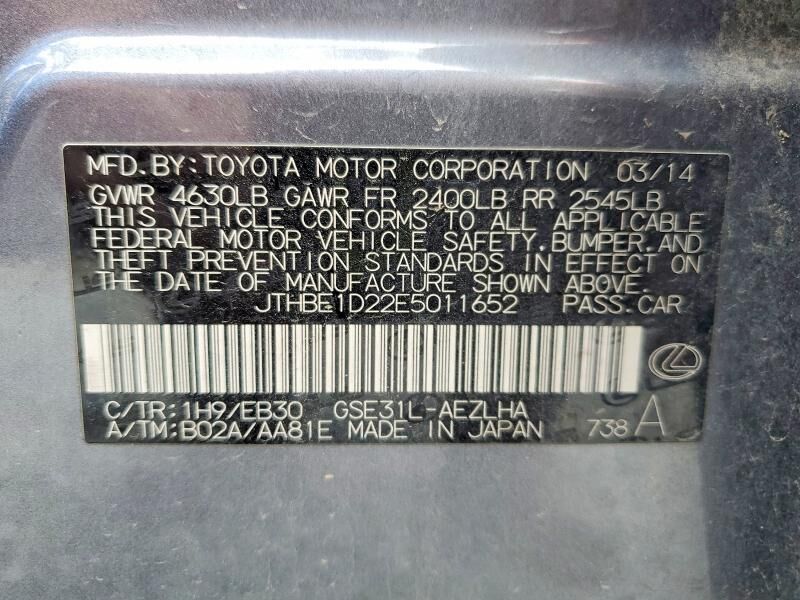 MFD. BY: TOYOTA MOTOR CORPORATION 03/14
GVWR 4630LB GAWR FR 2400LB RR 2545LB
THIS VEHICLE CONFORMS TO ALL APPLICABLE
FEDERAL MOTOR VEHICLE SAFETY, BUMPER, AND
THEFT PREVENTION STANDARDS IN EFFECT ON
THE DATE OF MANUFACTURE SHOWN ABOVE.
JTHBE1D22E5011652 PASS. CAR
C/TR: 1H9/EB30 GSE31L-AEZLHA
A/TM: B02A/AA81E MADE IN JAPAN 738 A